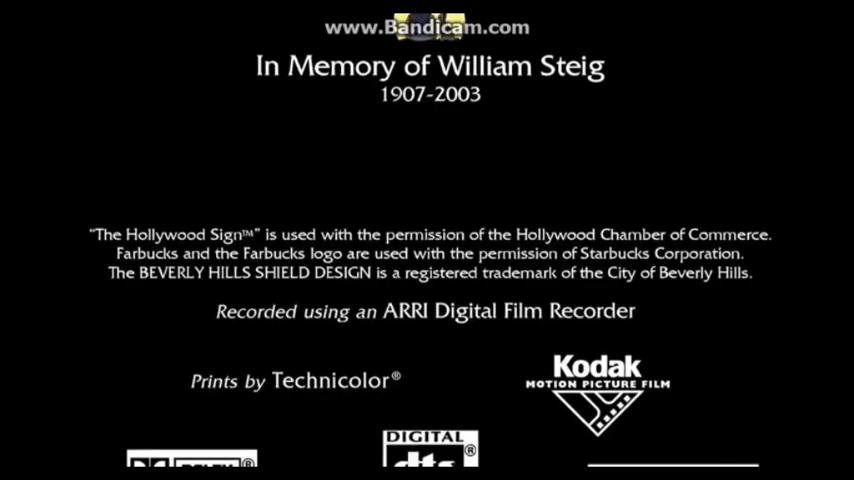 www.Bandicam.com
In Memory of William Steig
1907-2003
“The Hollywood Sign™” is used with the permission of the Hollywood Chamber of Commerce.
Farbucks and the Farbucks logo are used with the permission of Starbucks Corporation.
The BEVERLY HILLS SHIELD DESIGN is a registered trademark of the City of Beverly Hills.
Recorded using an ARRI Digital Film Recorder
Prints by Technicolor®
Kodak
MOTION PICTURE FILM
DIGITAL
dts ®